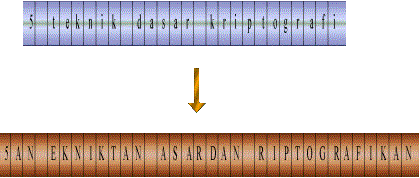 5 teknik dasar kriptografi
5AN EKNIKTAN ASARDAN RIPTOGRAFIKAN